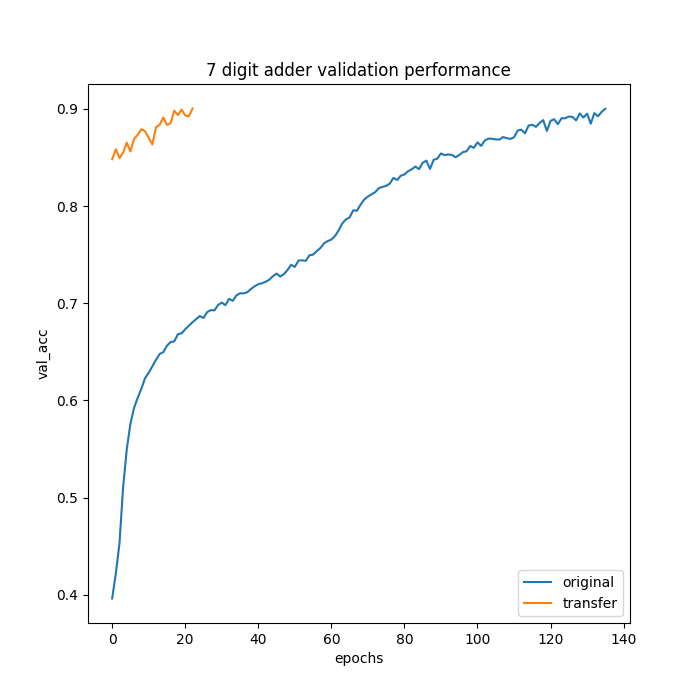 7 digit adder validation performance
0.9
0.8
0.7
0.6
0.5
0.4
val_acc
0 20 40 60 80 100 120 140
epochs
original
transfer